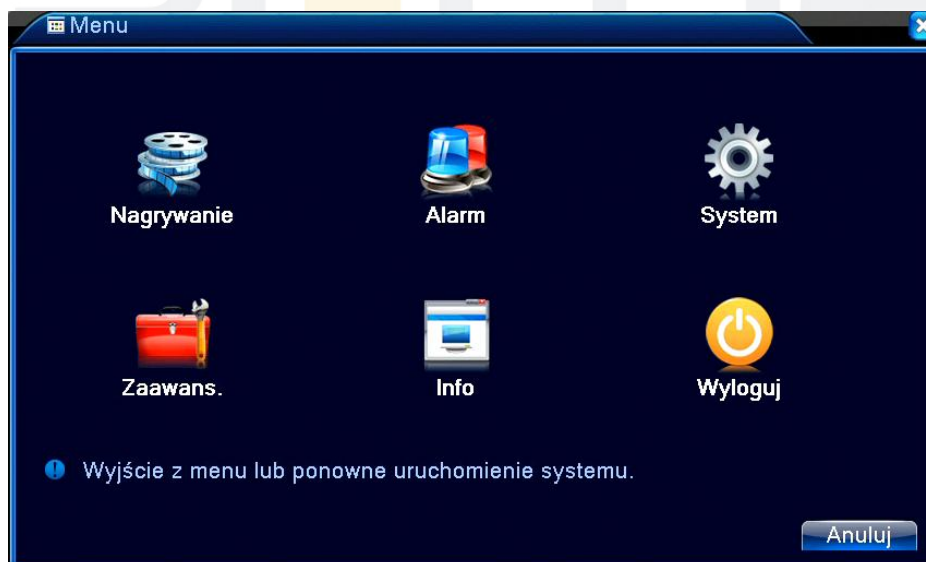 Menu
Nagrywanie
Alarm
System
Zaawans.
Info
Wyloguj
Wyjście z menu lub ponowne uruchomienie systemu.
Anuluj